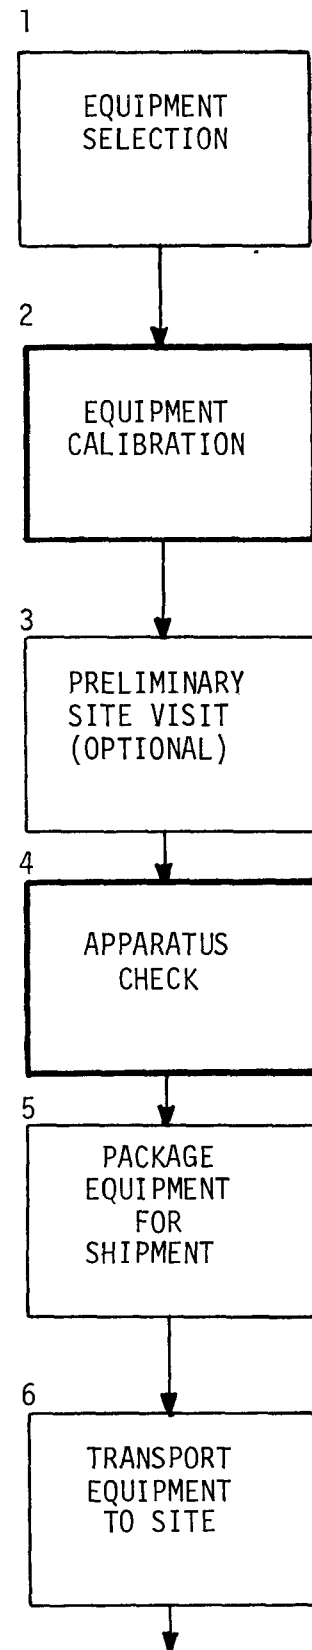 1
EQUIPMENT
SELECTION
2
EQUIPMENT
CALIBRATION
3
PRELIMINARY
SITE VISIT
(OPTIONAL)
4
APPARATUS
CHECK
5
PACKAGE
EQUIPMENT
FOR
SHIPMENT
6
TRANSPORT
EQUIPMENT
TO SITE